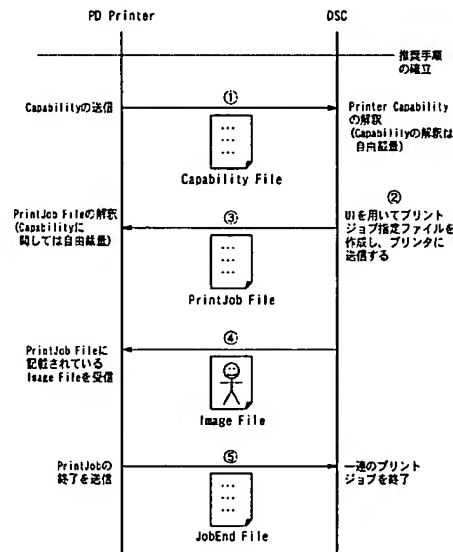 PD Printer
DSC
推奨手順
の確立
①
Capabilityの送信
Printer Capability
の解釈
(Capabilityの解釈は
自由裁量)
Capability File
②
PrintJob Fileの解釈
(Capabilityに
関しては自由裁量)
③
UIを用いてプリント
ジョブ指定ファイルを
作成し、プリンタに
送信する
PrintJob File
④
PrintJob Fileに
記載されている
Image Fileを受信
Image File
⑤
PrintJobの
終了を送信
一連のプリント
ジョブを終了
JobEnd File